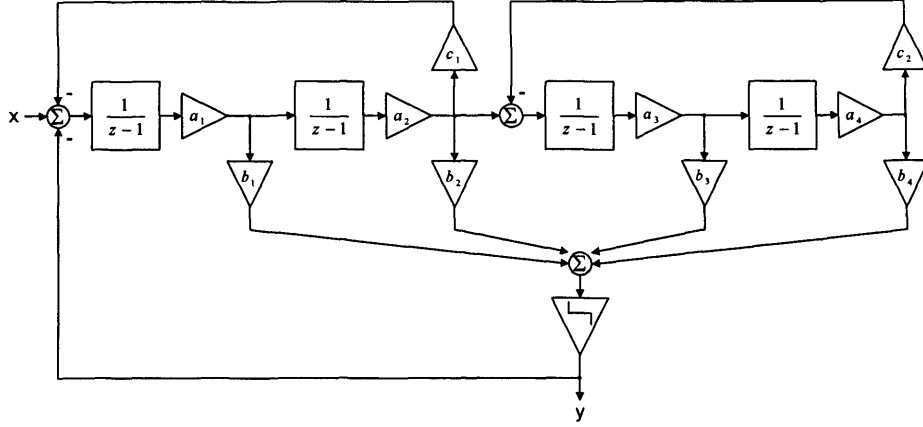 c₁
c₂
-
-
x
Σ
-
1
z – 1
a₁
1
z – 1
a₂
Σ
1
z – 1
a₃
1
z – 1
a₄
b₁
b₂
b₃
b₄
Σ
y